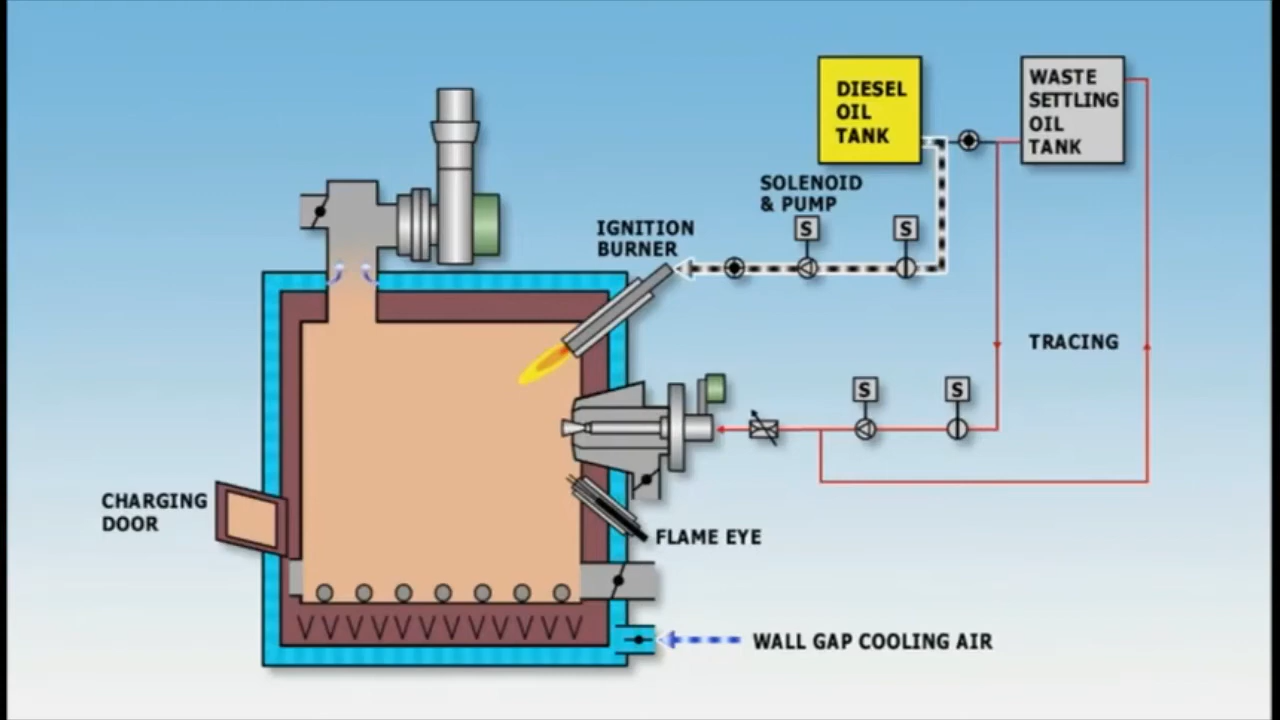 DIESEL
OIL
TANK
WASTE
SETTLING
OIL
TANK
SOLENOID
& PUMP
S
S
IGNITION
BURNER
TRACING
S
S
CHARGING
DOOR
FLAME EYE
WALL GAP COOLING AIR